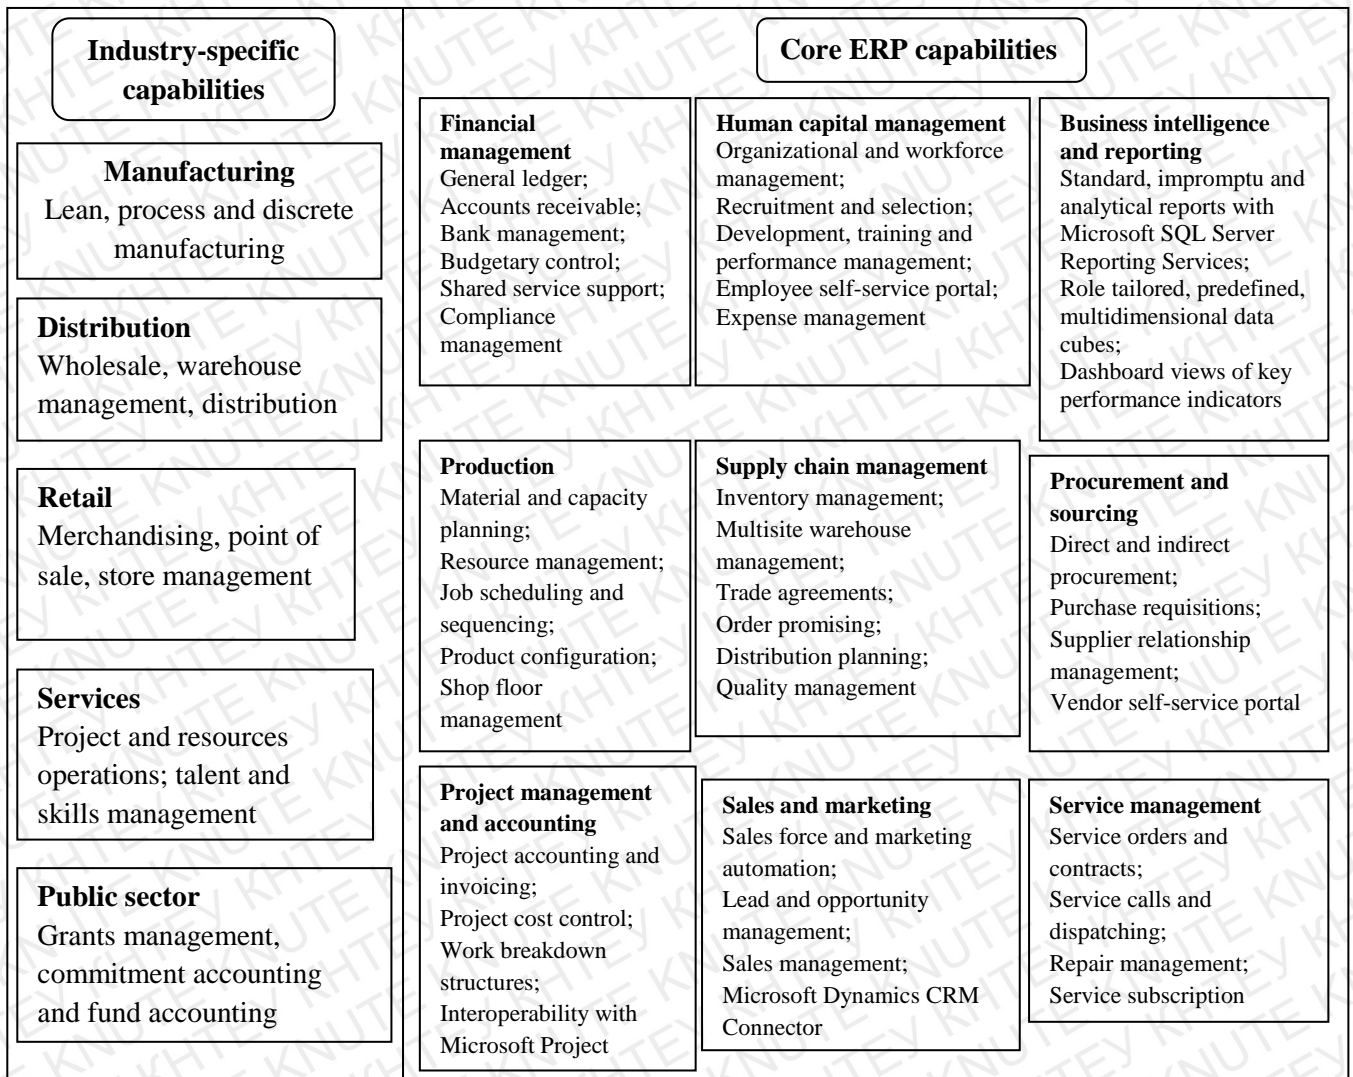 Industry-specific
capabilities
Manufacturing
Lean, process and discrete
manufacturing
Distribution
Wholesale, warehouse
management, distribution
Retail
Merchandising, point of
sale, store management
Services
Project and resources
operations; talent and
skills management
Public sector
Grants management,
commitment accounting
and fund accounting
Core ERP capabilities
Financial
management
General ledger;
Accounts receivable;
Bank management;
Budgetary control;
Shared service support;
Compliance
management
Human capital management
Organizational and workforce
management;
Recruitment and selection;
Development, training and
performance management;
Employee self-service portal;
Expense management
Business intelligence
and reporting
Standard, impromptu and
analytical reports with
Microsoft SQL Server
Reporting Services;
Role tailored, predefined,
multidimensional data
cubes;
Dashboard views of key
performance indicators
Production
Material and capacity
planning;
Resource management;
Job scheduling and
sequencing;
Product configuration;
Shop floor
management
Supply chain management
Inventory management;
Multisite warehouse
management;
Trade agreements;
Order promising;
Distribution planning;
Quality management
Procurement and
sourcing
Direct and indirect
procurement;
Purchase requisitions;
Supplier relationship
management;
Vendor self-service portal
Project management
and accounting
Project accounting and
invoicing;
Project cost control;
Work breakdown
structures;
Interoperability with
Microsoft Project
Sales and marketing
Sales force and marketing
automation;
Lead and opportunity
management;
Sales management;
Microsoft Dynamics CRM
Connector
Service management
Service orders and
contracts;
Service calls and
dispatching;
Repair management;
Service subscription